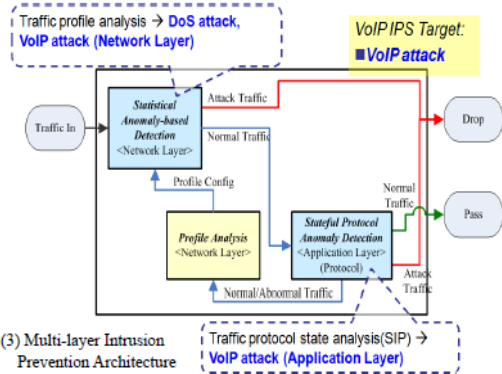 Traffic profile analysis → DoS attack,
VoIP attack (Network Layer)
VoIP IPS Target:
■VoIP attack
Traffic In
Statistical
Anomaly-based
Detection
<Network Layer>
Attack Traffic
Normal Traffic
Drop
Profile Config
Normal
Traffic
Pass
Profile Analysis
<Network Layer>
Stateful Protocol
Anomaly Detection
<Application Layer>
(Protocol)
Attack
Traffic
Normal/Abnormal Traffic
(3) Multi-layer Intrusion
Prevention Architecture
Traffic protocol state analysis(SIP) →
VoIP attack (Application Layer)